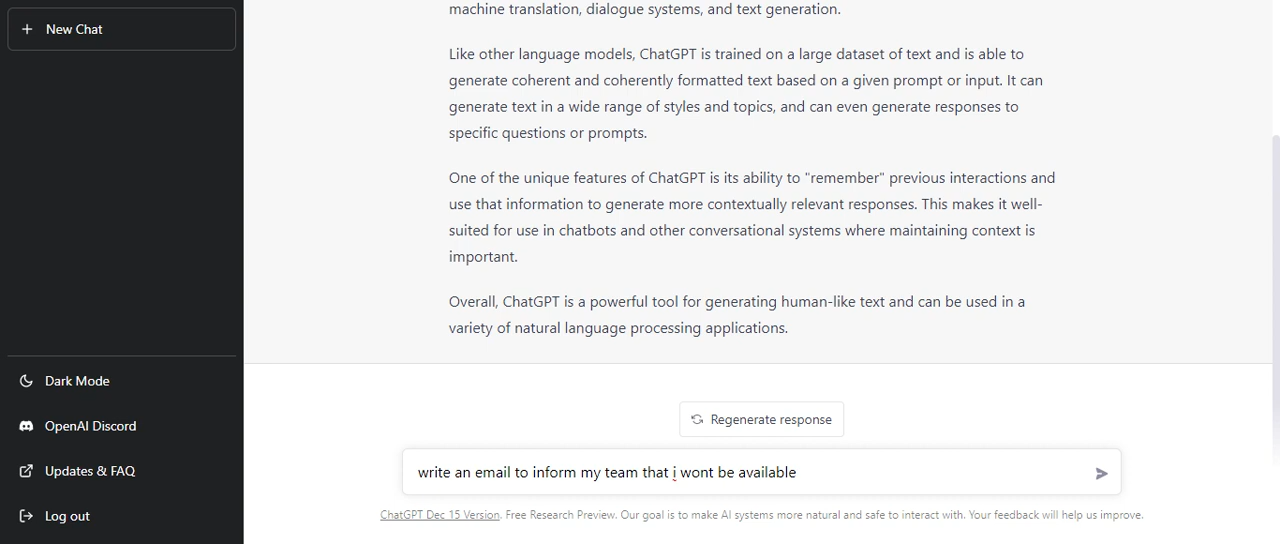 New Chat
machine translation, dialogue systems, and text generation.
Like other language models, ChatGPT is trained on a large dataset of text and is able to
generate coherent and coherently formatted text based on a given prompt or input. It can
generate text in a wide range of styles and topics, and can even generate responses to
specific questions or prompts.
One of the unique features of ChatGPT is its ability to "remember" previous interactions and
use that information to generate more contextually relevant responses. This makes it well-
suited for use in chatbots and other conversational systems where maintaining context is
important.
Overall, ChatGPT is a powerful tool for generating human-like text and can be used in a
variety of natural language processing applications.
Dark Mode
OpenAI Discord
Updates & FAQ
Log out
Regenerate response
write an email to inform my team that i wont be available
ChatGPT Dec 15 Version. Free Research Preview. Our goal is to make AI systems more natural and safe to interact with. Your feedback will help us improve.